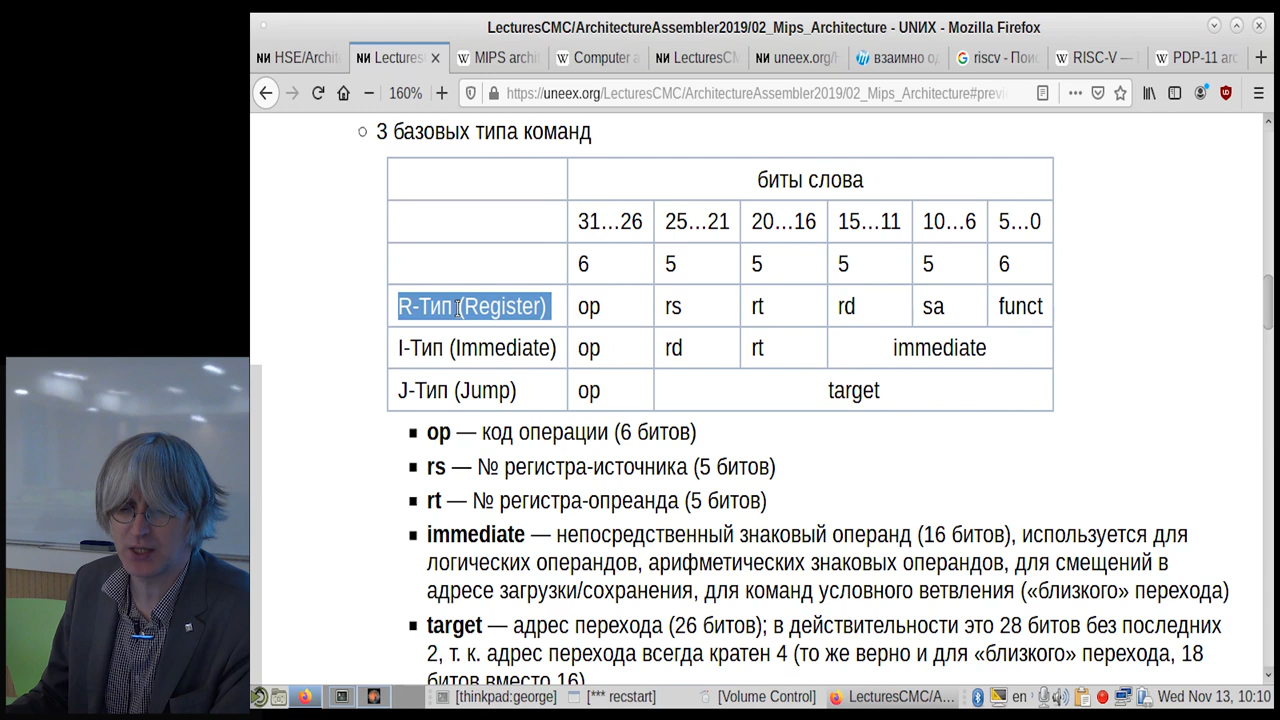 LecturesCMC/ArchitectureAssembler2019/02_Mips_Architecture - UNИX - Mozilla Firefox
HSE/Archit
Lectures
MIPS archi
Computer a
LecturesCM
uneex.org/H
взаимно од
riscv - Пои
RISC-V —
PDP-11 arc
160%
https://uneex.org/LecturesCMC/ArchitectureAssembler2019/02_Mips_Architecture#previ
3 базовых типа команд
биты слова
31…26 25…21 20…16 15…11 10…6 5…0
6 5 5 5 5 6
R-Тип (Register) op rs rt rd sa funct
I-Тип (Immediate) op rd rt immediate
J-Тип (Jump) op target
op — код операции (6 битов)
rs — № регистра-источника (5 битов)
rt — № регистра-опреанда (5 битов)
immediate — непосредственный знаковый операнд (16 битов), используется для
логических операндов, арифметических знаковых операндов, для смещений в
адресе загрузки/сохранения, для команд условного ветвления («близкого» перехода)
target — адрес перехода (26 битов); в действительности это 28 битов без последних
2, т. к. адрес перехода всегда кратен 4 (то же верно и для «близкого» перехода, 18
битов вместо 16)
[thinkpad:george] [*** recstart] [Volume Control] LecturesCMC/A... en Wed Nov 13, 10:10